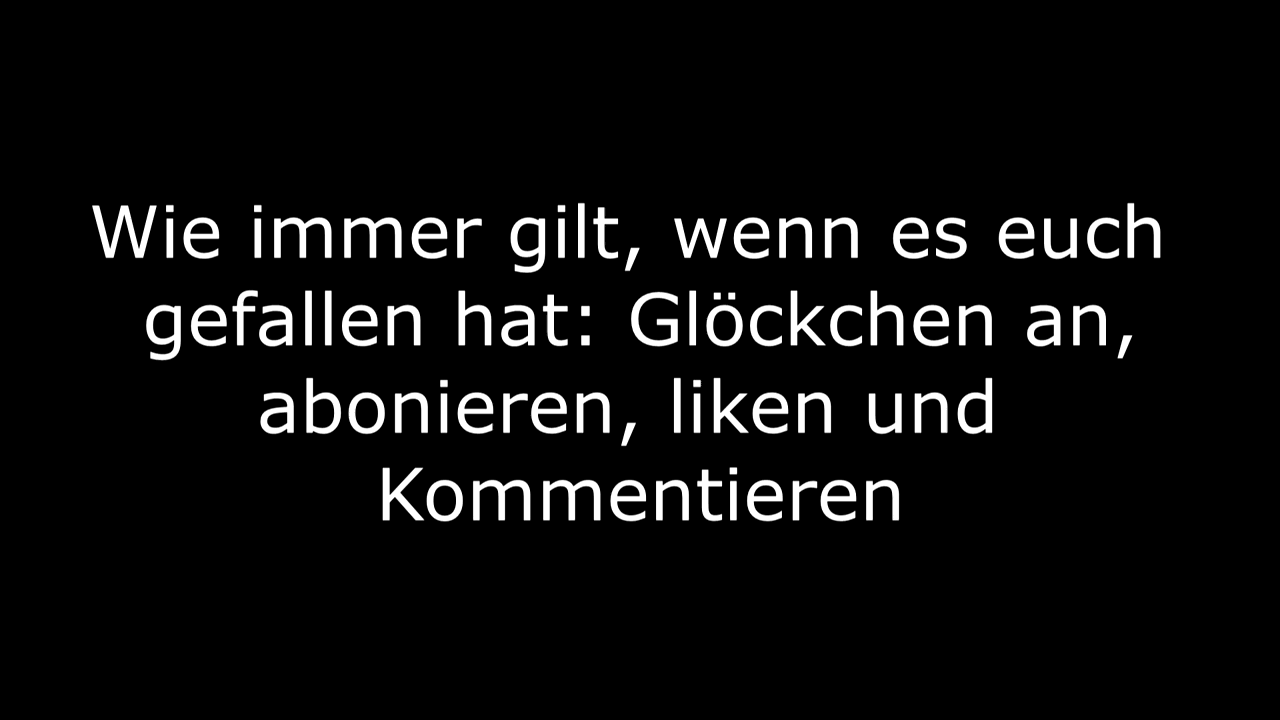 Wie immer gilt, wenn es euch
gefallen hat: Glöckchen an,
abonieren, liken und
Kommentieren